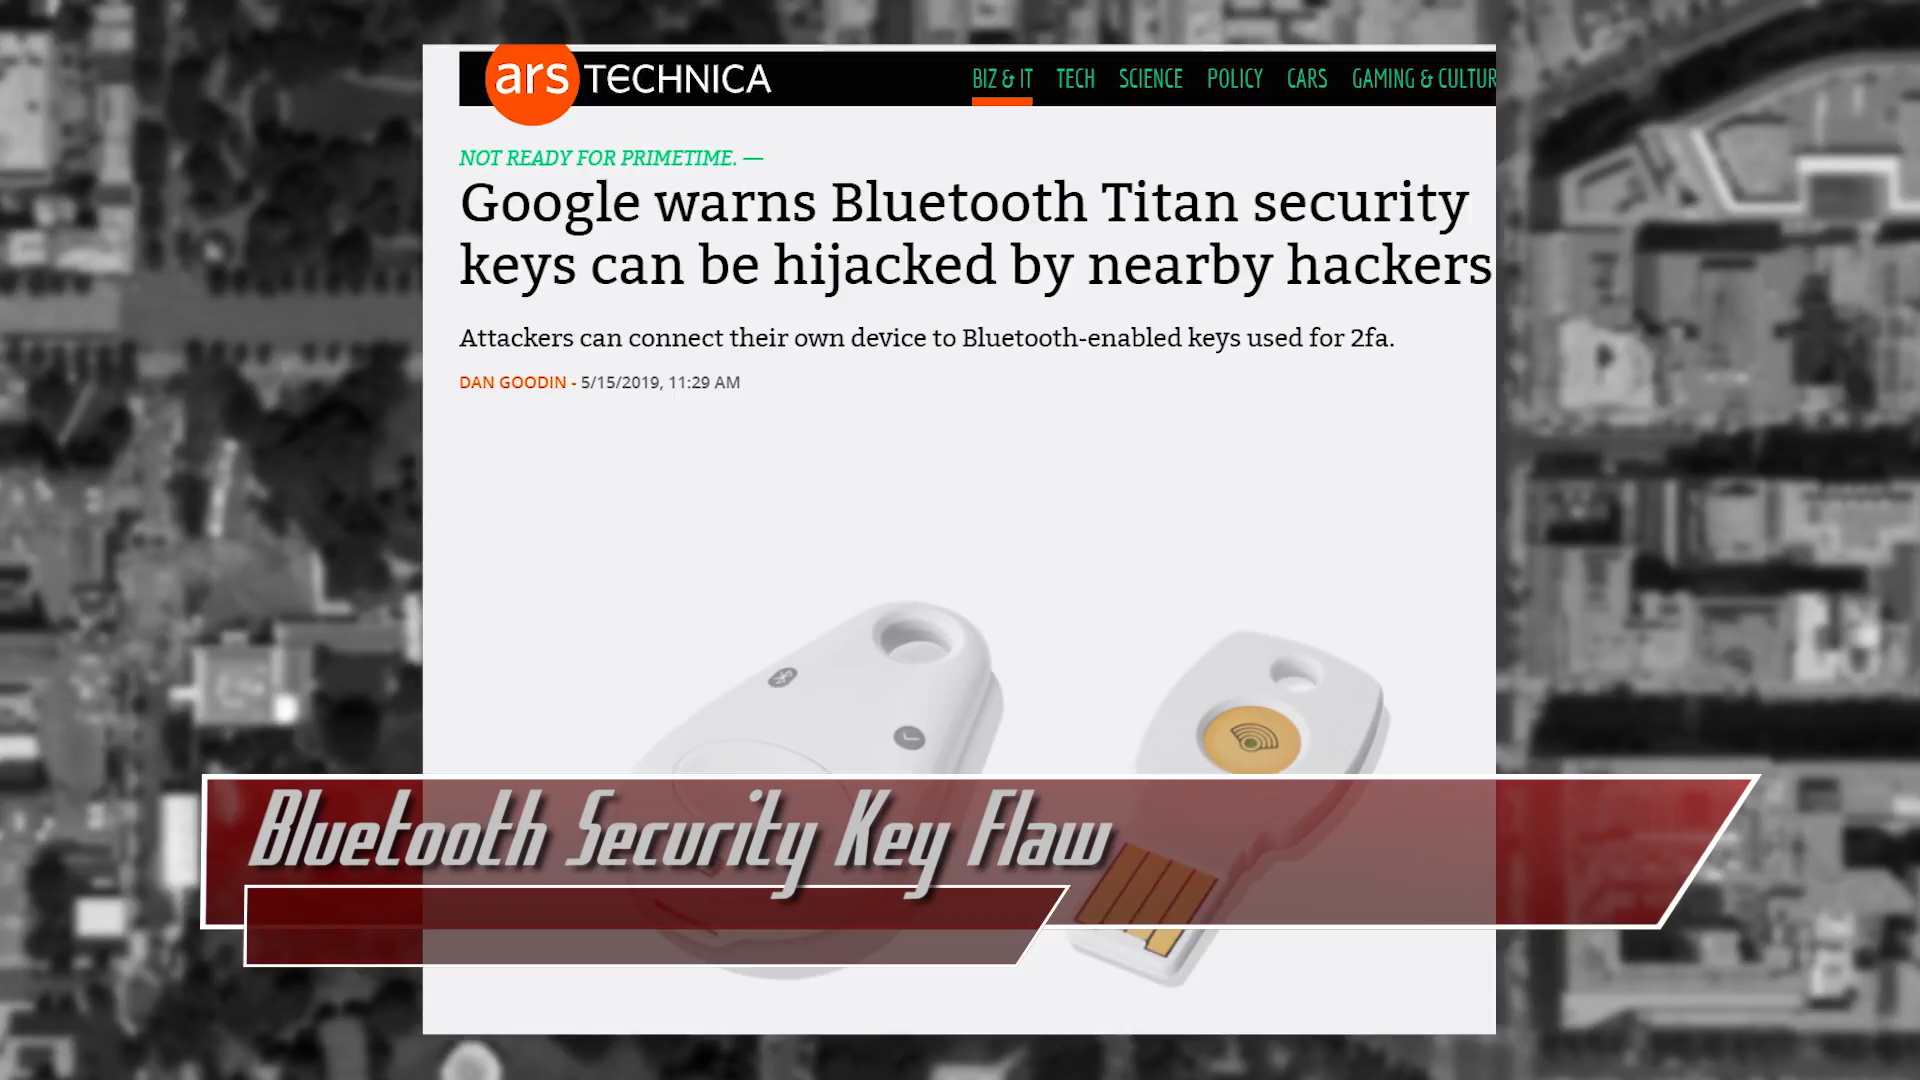 ars TECHNICA
BIZ & IT TECH SCIENCE POLICY CARS GAMING & CULTUR
NOT READY FOR PRIMETIME. —
Google warns Bluetooth Titan security
keys can be hijacked by nearby hackers
Attackers can connect their own device to Bluetooth-enabled keys used for 2fa.
DAN GOODIN - 5/15/2019, 11:29 AM
Bluetooth Security Key Flaw